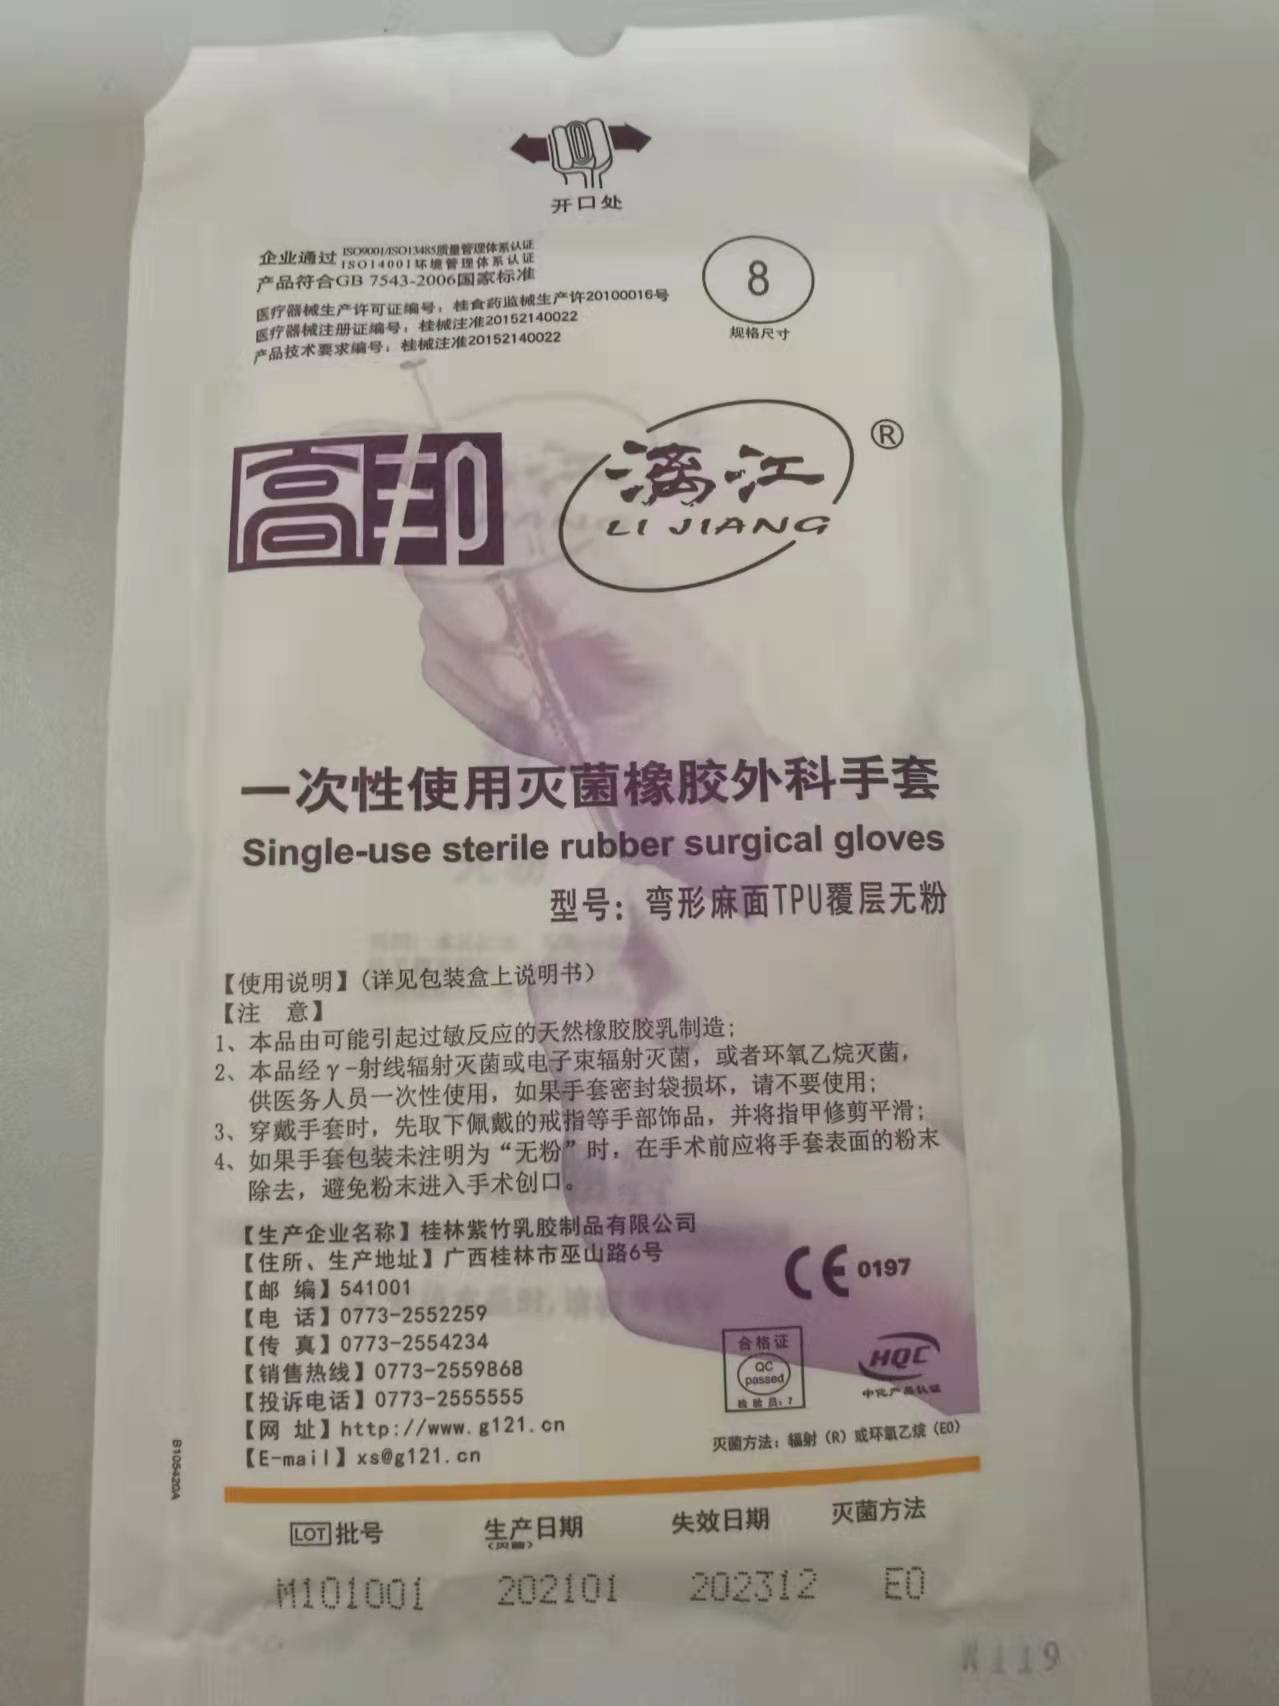 开口处
企业通过 ISO9001/ISO13485质量管理体系认证
ISO14001环境管理体系认证
产品符合GB 7543-2006国家标准
医疗器械生产许可证编号：桂食药监械生产许20100016号
医疗器械注册证编号：桂械注准20152140022
产品技术要求编号：桂械注准20152140022
8
规格尺寸
高邦
漓江 ®
LI JIANG
一次性使用灭菌橡胶外科手套
Single-use sterile rubber surgical gloves
型号：弯形麻面TPU覆层无粉
【使用说明】(详见包装盒上说明书）
【注 意】
1、本品由可能引起过敏反应的天然橡胶胶乳制造；
2、本品经γ-射线辐射灭菌或电子束辐射灭菌，或者环氧乙烷灭菌，
供医务人员一次性使用，如果手套密封袋损坏，请不要使用；
3、穿戴手套时，先取下佩戴的戒指等手部饰品，并将指甲修剪平滑；
4、如果手套包装未注明为“无粉”时，在手术前应将手套表面的粉末
除去，避免粉末进入手术创口。
【生产企业名称】桂林紫竹乳胶制品有限公司
【住所、生产地址】广西桂林市巫山路6号
【邮 编】541001
【电 话】0773-2552259
【传 真】0773-2554234
【销售热线】0773-2559868
【投诉电话】0773-2555555
【网 址】http://www.g121.cn
【E-mail】xs@g121.cn
CE 0197
合格证
QC
passed
检验员：7
HQC
中化产品认证
灭菌方法：辐射（R）或环氧乙烷（EO）
B105420A
LOT 批号 生产日期 失效日期 灭菌方法
（灭菌）
M101001 202101 202312 EO